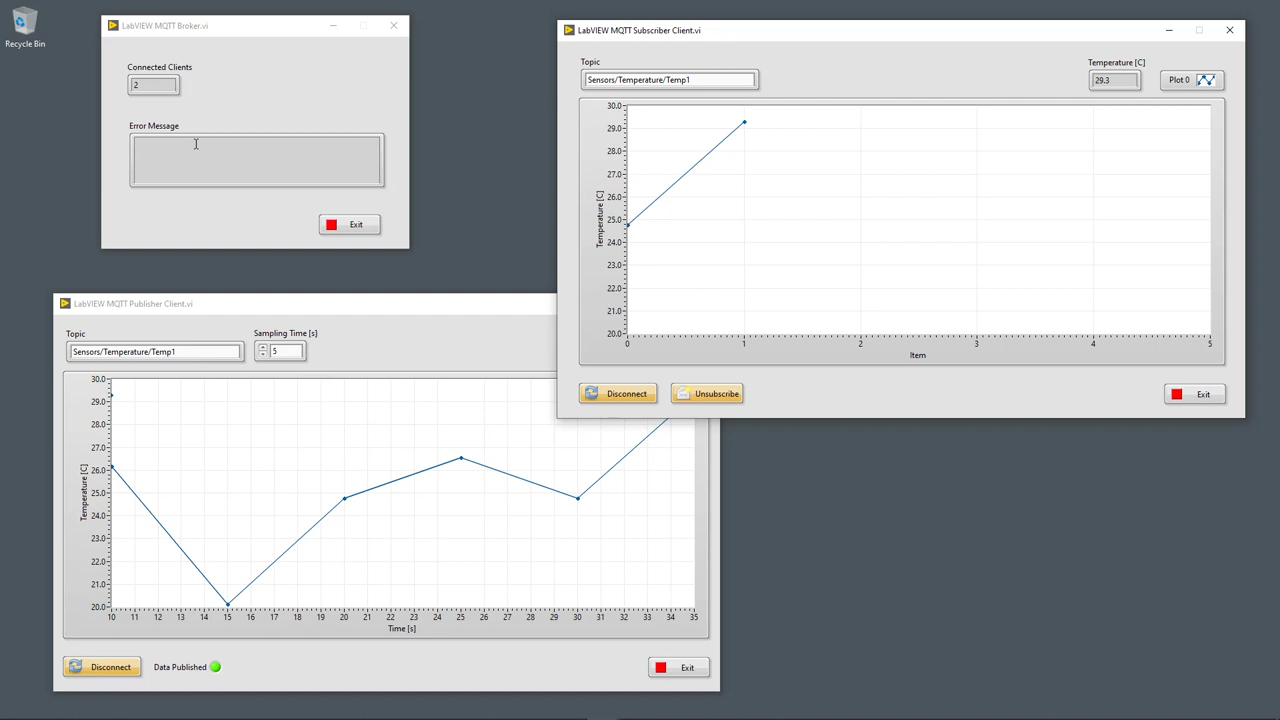 Recycle Bin
LabVIEW MQTT Broker.vi
Connected Clients
2
Error Message
Exit
LabVIEW MQTT Subscriber Client.vi
Topic
Sensors/Temperature/Temp1
Temperature [C]
29.3
Plot 0
30.0
29.0
28.0
27.0
26.0
25.0
24.0
23.0
22.0
21.0
20.0
Temperature [C]
0 1 2 3 4 5
Item
Disconnect Unsubscribe Exit
LabVIEW MQTT Publisher Client.vi
Topic
Sensors/Temperature/Temp1
Sampling Time [s]
5
30.0
29.0
28.0
27.0
26.0
25.0
24.0
23.0
22.0
21.0
20.0
Temperature [C]
10 11 12 13 14 15 16 17 18 19 20 21 22 23 24 25 26 27 28 29 30 31 32 33 34 35
Time [s]
Disconnect Data Published Exit